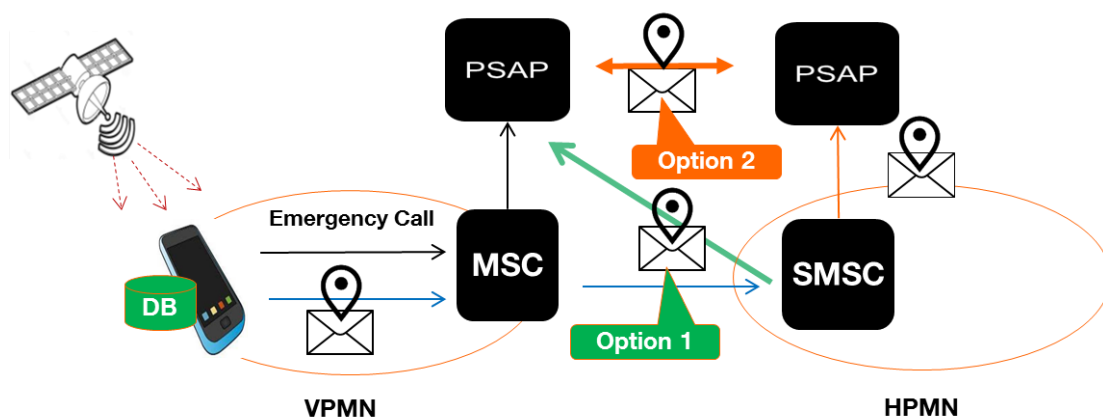 PSAP
PSAP
Option 2
Emergency Call
MSC
SMSC
DB
Option 1
VPMN
HPMN